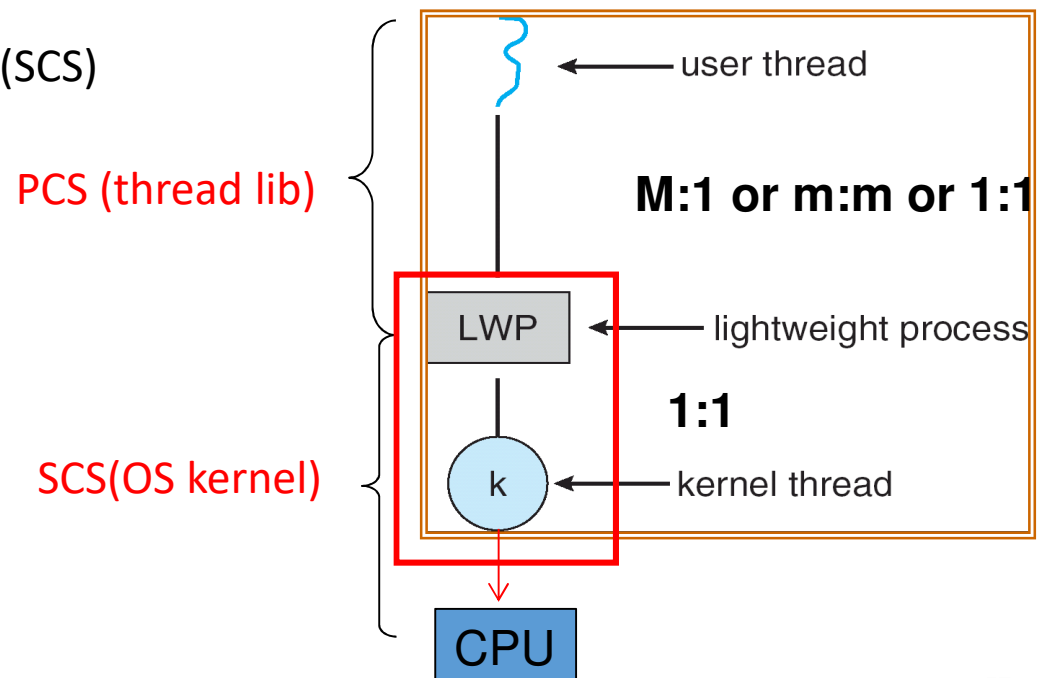 (SCS)
user thread
PCS (thread lib)
M:1 or m:m or 1:1
LWP
lightweight process
1:1
SCS(OS kernel)
k
kernel thread
CPU